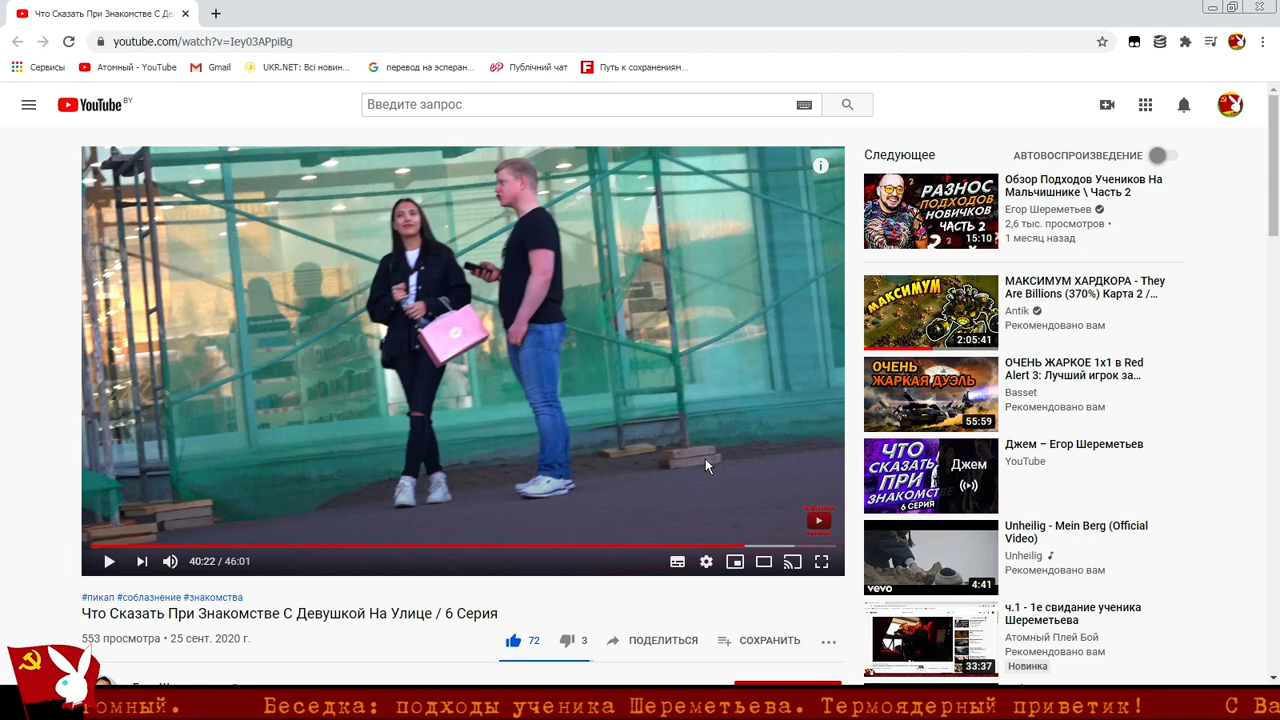 Что Сказать При Знакомстве С Де
youtube.com/watch?v=Iey03APpiBg
Сервисы
Атомный - YouTube
Gmail
UKR.NET: Всі новин...
перевод на эсперан...
Публічний чат
Путь к сохранениям...
YouTube BY
Введите запрос
Следующее
АВТОВОСПРОИЗВЕДЕНИЕ
РАЗНОС
ПОДХОДОВ
НОВИЧКОВ
ЧАСТЬ 2
15:10
Обзор Подходов Учеников На
Мальчишнике \ Часть 2
Егор Шереметьев
2,6 тыс. просмотров •
1 месяц назад
МАКСИМУМ
2:05:41
МАКСИМУМ ХАРДКОРА - They
Are Billions (370%) Карта 2 /...
Antik
Рекомендовано вам
ОЧЕНЬ
ЖАРКАЯ ДУЭЛЬ
55:59
ОЧЕНЬ ЖАРКОЕ 1x1 в Red
Alert 3: Лучший игрок за...
Basset
Рекомендовано вам
ЧТО
СКАЗАТЬ
ПРИ
ЗНАКОМСТ
6 СЕРИЯ
Джем
Джем – Егор Шереметьев
YouTube
vevo
4:41
Unheilig - Mein Berg (Official
Video)
Unheilig
Рекомендовано вам
33:37
ч.1 - 1е свидание ученика
Шереметьева
Атомный Плей Бой
Рекомендовано вам
Новинка
40:22 / 46:01
#пикап #соблазнение #знакомства
Что Сказать При Знакомстве С Девушкой На Улице / 6 Серия
553 просмотра • 25 сент. 2020 г.
72
3
ПОДЕЛИТЬСЯ
СОХРАНИТЬ
томный. Беседка: подходы ученика Шереметьева. Термоядерный приветик! С Ва